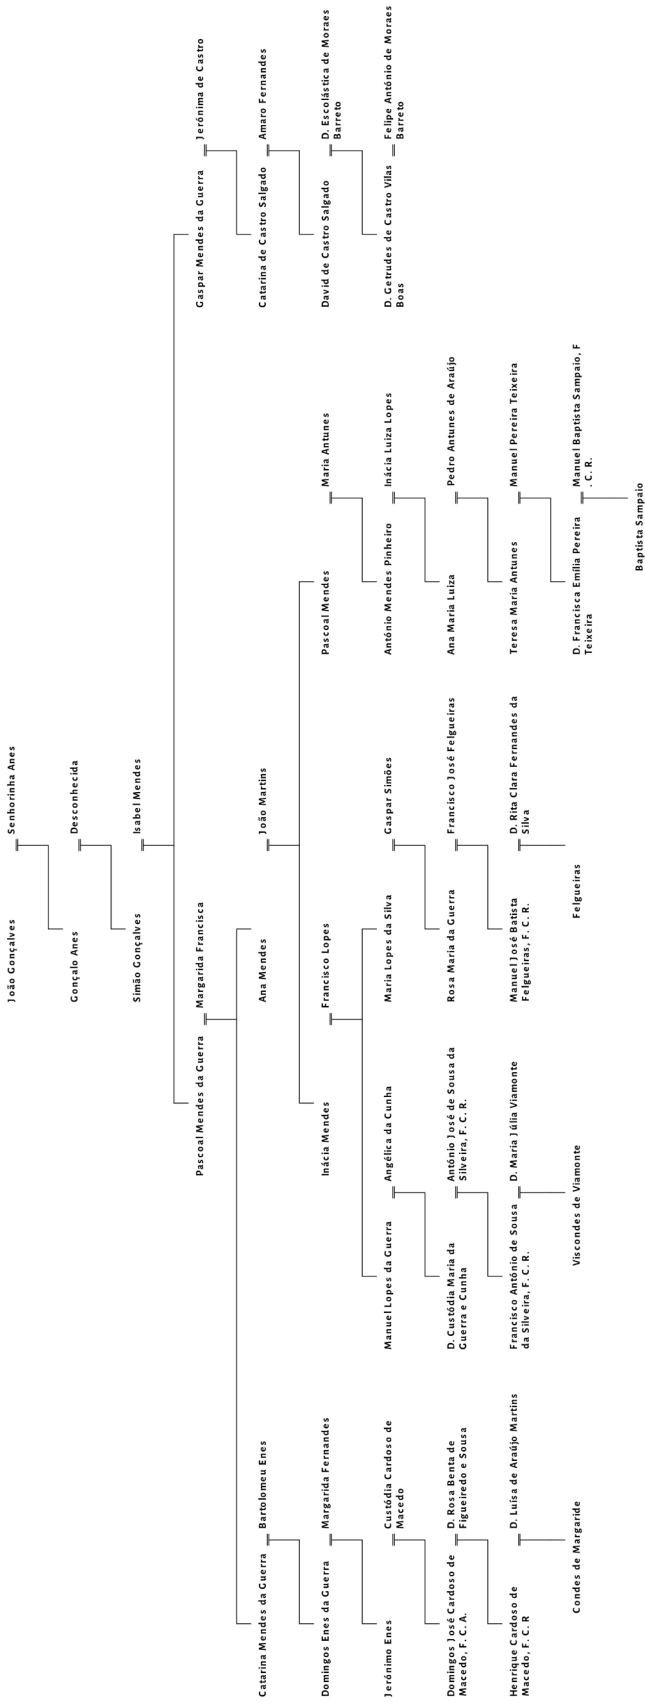 João Gonçalves
Senhorinha Anes
Gonçalo Anes
Desconhecida
Simão Gonçalves
Isabel Mendes
Pascoal Mendes da Guerra
Margarida Francisca
Gaspar Mendes da Guerra
Jerónima de Castro
Catarina Mendes da Guerra
Bartolomeu Enes
Ana Mendes
João Martins
Catarina de Castro Salgado
Amaro Fernandes
Domingos Enes da Guerra
Margarida Fernandes
Inácia Mendes
Francisco Lopes
Pascoal Mendes
Maria Antunes
David de Castro Salgado
D. Escolástica de Moraes
Barreto
Jerónimo Enes
Custódia Cardoso de
Macedo
Manuel Lopes da Guerra
Angélica da Cunha
Maria Lopes da Silva
Gaspar Simões
António Mendes Pinheiro
Inácia Luiza Lopes
D. Getrudes de Castro Vilas
Boas
Felipe António de Moraes
Barreto
Domingos José Cardoso de
Macedo, F. C. A.
D. Rosa Benta de
Figueiredo e Sousa
D. Custódia Maria da
Guerra e Cunha
António José de Sousa da
Silveira, F. C. R.
Rosa Maria da Guerra
Francisco José Felgueiras
Ana Maria Luiza
Pedro Antunes de Araújo
Henrique Cardoso de
Macedo, F. C. R
D. Luísa de Araújo Martins
Francisco António de Sousa
da Silveira, F. C. R.
D. Maria Júlia Viamonte
Manuel José Batista
Felgueiras, F. C. R.
D. Rita Clara Fernandes da
Silva
Teresa Maria Antunes
Manuel Pereira Teixeira
Condes de Margaride
Viscondes de Viamonte
Felgueiras
D. Francisca Emília Pereira
Teixeira
Manuel Baptista Sampaio, F
. C. R.
Baptista Sampaio